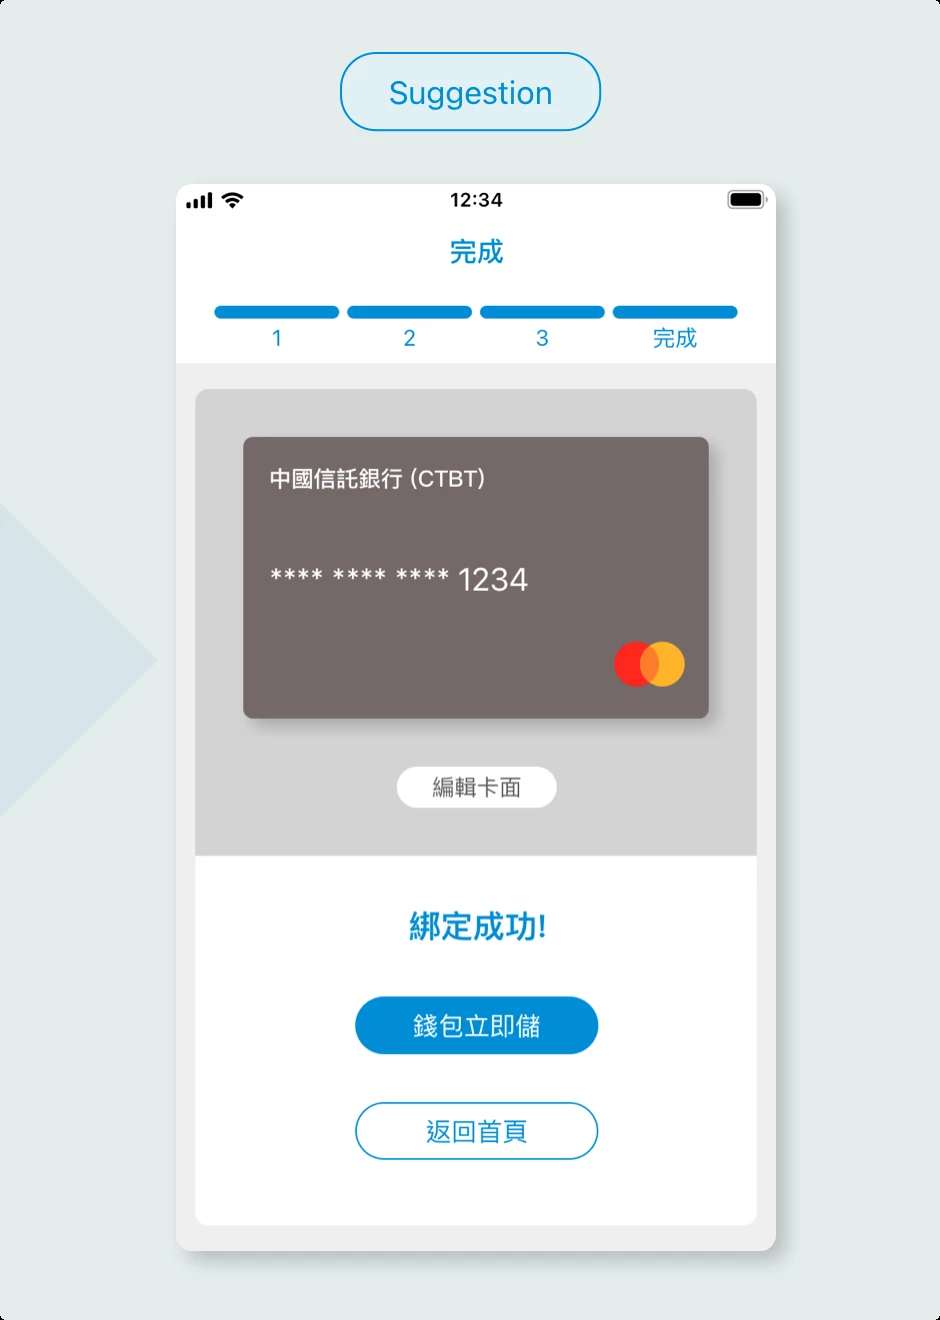 Suggestion
12:34
完成
1
2
3
完成
中國信託銀行 (CTBT)
**** **** **** 1234
編輯卡面
綁定成功!
錢包立即儲
返回首頁